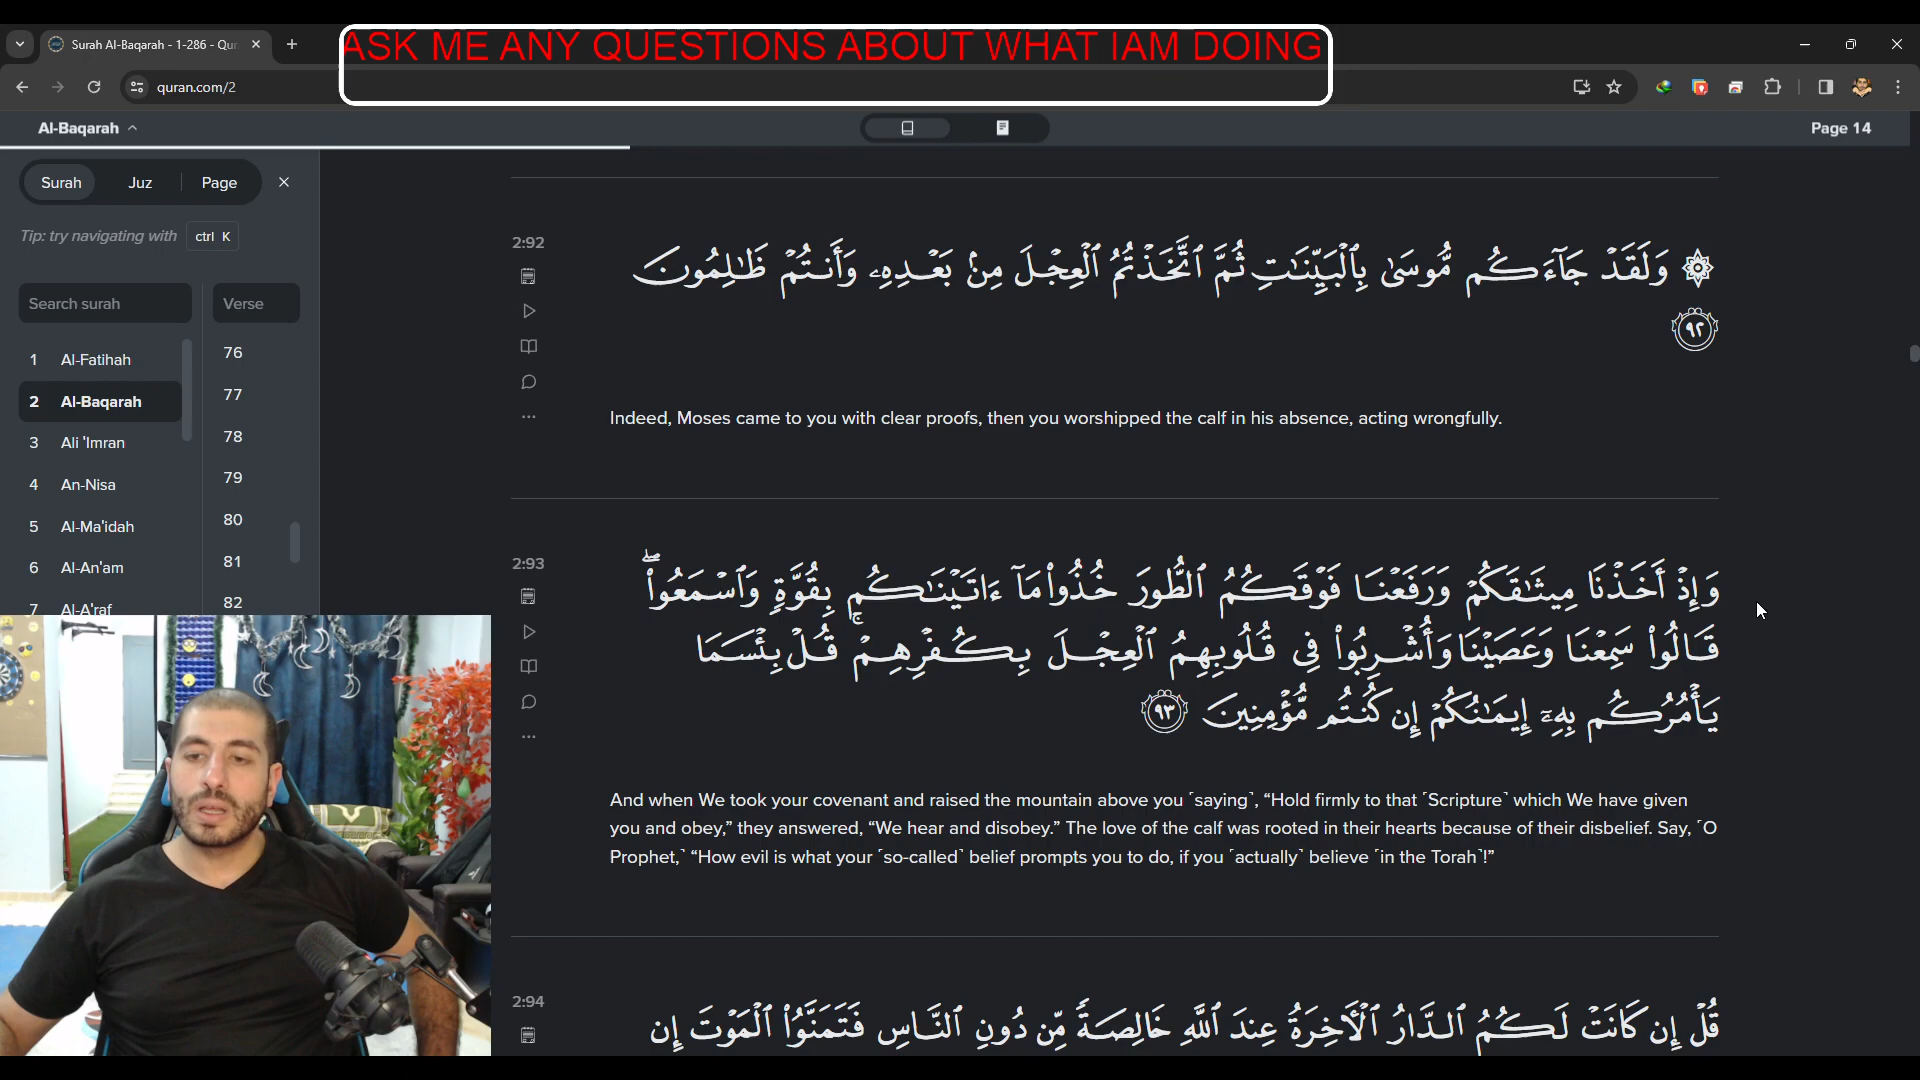 Surah Al-Baqarah - 1-286 - Qur
ASK ME ANY QUESTIONS ABOUT WHAT IAM DOING
quran.com/2
Al-Baqarah
Page 14
Surah
Juz
Page
Tip: try navigating with ctrl K
Search surah
Verse
1 Al-Fatihah
2 Al-Baqarah
3 Ali 'Imran
4 An-Nisa
5 Al-Ma'idah
6 Al-An'am
7 Al-A'raf
76
77
78
79
80
81
82
2:92
۞ وَلَقَدْ جَآءَكُم مُّوسَىٰ بِٱلْبَيِّنَـٰتِ ثُمَّ ٱتَّخَذْتُمُ ٱلْعِجْلَ مِنۢ بَعْدِهِۦ وَأَنتُمْ ظَـٰلِمُونَ
٩٢
Indeed, Moses came to you with clear proofs, then you worshipped the calf in his absence, acting wrongfully.
2:93
وَإِذْ أَخَذْنَا مِيثَـٰقَكُمْ وَرَفَعْنَا فَوْقَكُمُ ٱلطُّورَ خُذُوا۟ مَآ ءَاتَيْنَـٰكُم بِقُوَّةٍ وَٱسْمَعُوا۟ ۖ
قَالُوا۟ سَمِعْنَا وَعَصَيْنَا وَأُشْرِبُوا۟ فِى قُلُوبِهِمُ ٱلْعِجْلَ بِكُفْرِهِمْ ۚ قُلْ بِئْسَمَا
يَأْمُرُكُم بِهِۦٓ إِيمَـٰنُكُمْ إِن كُنتُم مُّؤْمِنِينَ ٩٣
And when We took your covenant and raised the mountain above you ˹saying˺, “Hold firmly to that ˹Scripture˺ which We have given
you and obey,” they answered, “We hear and disobey.” The love of the calf was rooted in their hearts because of their disbelief. Say, ˹O
Prophet,˺ “How evil is what your ˹so-called˺ belief prompts you to do, if you ˹actually˺ believe ˹in the Torah˺!”
2:94
قُلْ إِن كَانَتْ لَكُمُ ٱلدَّارُ ٱلْـَٔاخِرَةُ عِندَ ٱللَّهِ خَالِصَةً مِّن دُونِ ٱلنَّاسِ فَتَمَنَّوُا۟ ٱلْمَوْتَ إِن